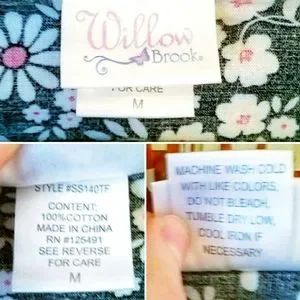 Willow
Brook
FOR CARE
M
STYLE #SS140TF
CONTENT:
100%COTTON
MADE IN CHINA
RN #125491
SEE REVERSE
FOR CARE
M
MACHINE WASH COLD
WITH LIKE COLORS,
DO NOT BLEACH,
TUMBLE DRY LOW,
COOL IRON IF
NECESSARY